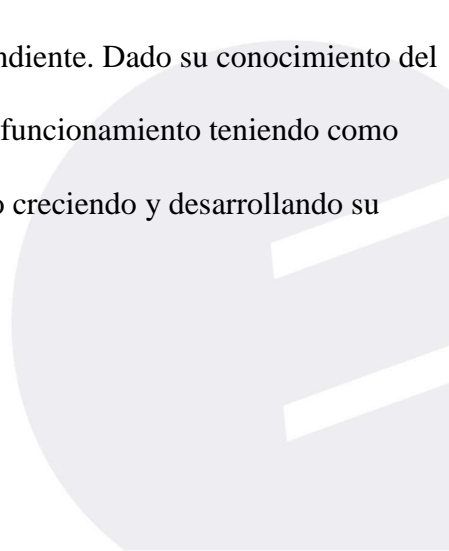 ndiente. Dado su conocimiento del
funcionamiento teniendo como
creciendo y desarrollando su